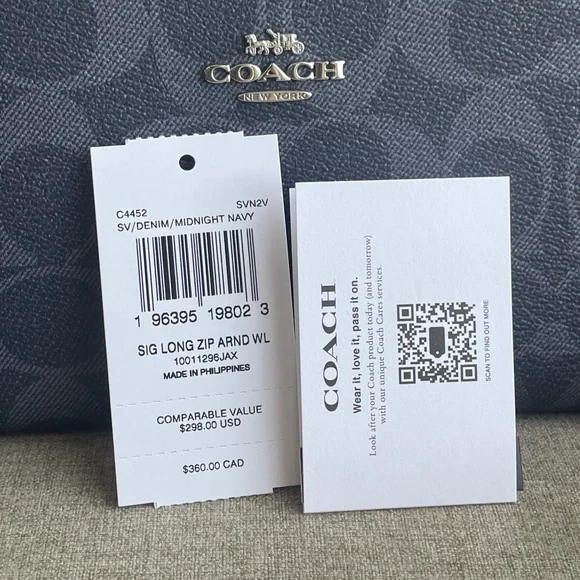 COACH
NEW YORK
C4452 SVN2V
SV/DENIM/MIDNIGHT NAVY
1 96395 19802 3
SIG LONG ZIP ARND WL
10011296JAX
MADE IN PHILIPPINES
COMPARABLE VALUE
$298.00 USD
$360.00 CAD
COACH
Wear it, love it, pass it on.
Look after your Coach product today (and tomorrow)
with our unique Coach Cares services.
SCAN TO FIND OUT MORE